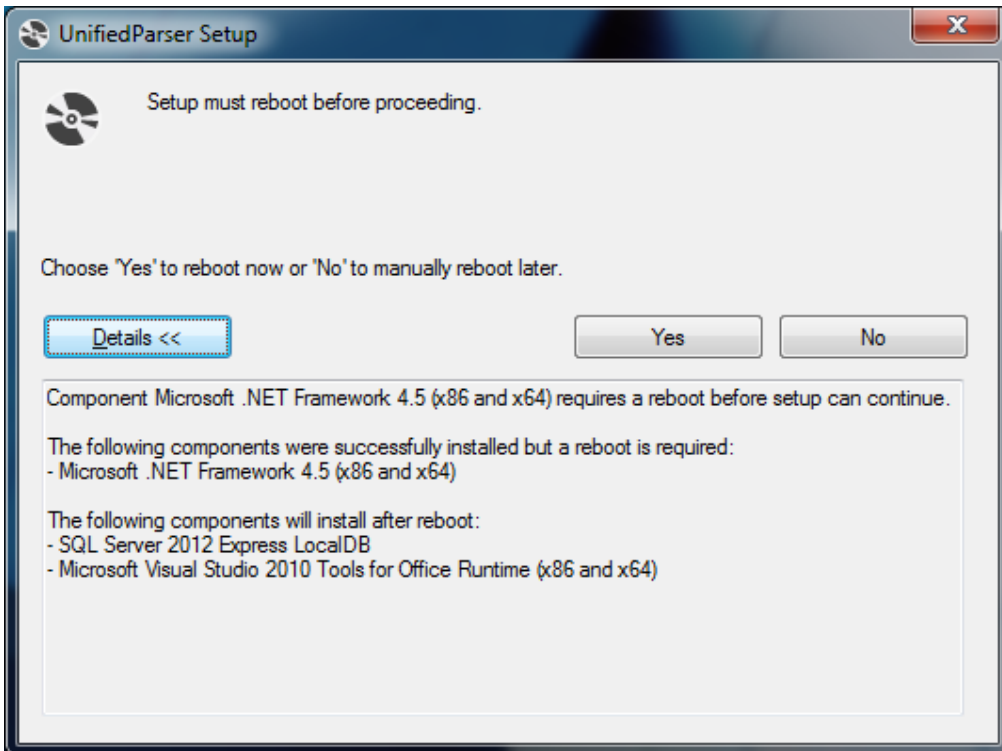 UnifiedParser Setup
Setup must reboot before proceeding.
Choose 'Yes' to reboot now or 'No' to manually reboot later.
Details <<
Yes
No
Component Microsoft .NET Framework 4.5 (x86 and x64) requires a reboot before setup can continue.
The following components were successfully installed but a reboot is required:
- Microsoft .NET Framework 4.5 (x86 and x64)
The following components will install after reboot:
- SQL Server 2012 Express LocalDB
- Microsoft Visual Studio 2010 Tools for Office Runtime (x86 and x64)